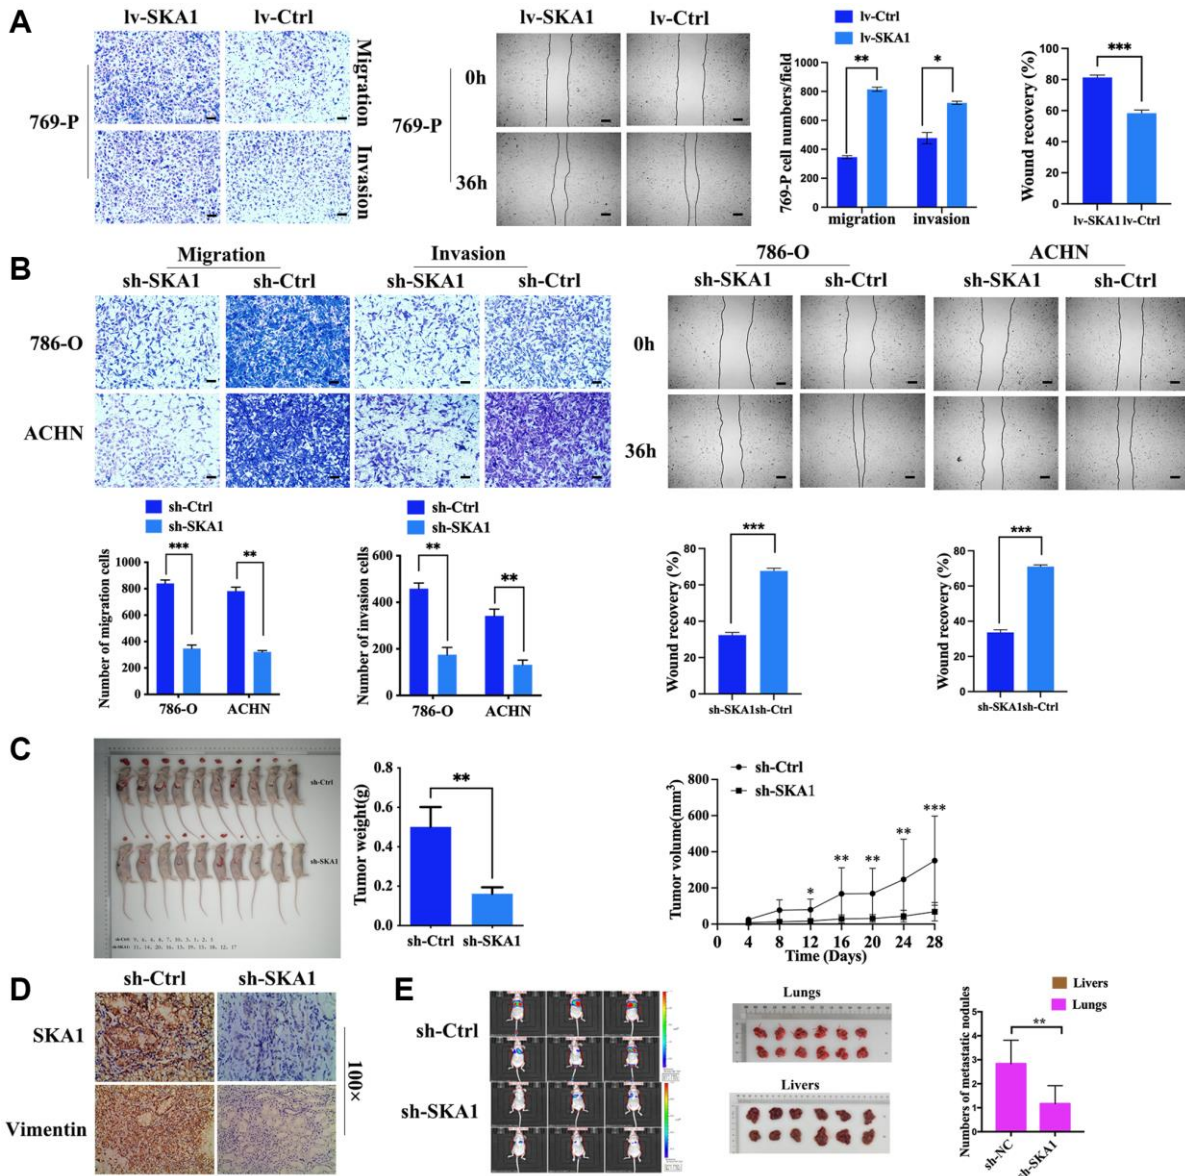 A
lv-SKA1 lv-Ctrl
769-P
Migration
Invasion
lv-SKA1 lv-Ctrl
769-P
0h
36h
lv-Ctrl
lv-SKA1
769-P cell numbers/field
1000
800
600
400
200
0
** *
migration invasion
Wound recovery (%)
100
80
60
40
20
0
***
lv-SKA1 lv-Ctrl
B
Migration Invasion
sh-SKA1 sh-Ctrl sh-SKA1 sh-Ctrl
786-O
ACHN
786-O ACHN
sh-SKA1 sh-Ctrl sh-SKA1 sh-Ctrl
0h
36h
sh-Ctrl
sh-SKA1
Number of migration cells
1000
800
600
400
200
0
*** **
786-O ACHN
sh-Ctrl
sh-SKA1
Number of invasion cells
600
400
200
0
** **
786-O ACHN
Wound recovery (%)
80
60
40
20
0
***
sh-SKA1 sh-Ctrl
Wound recovery (%)
80
60
40
20
0
***
sh-SKA1 sh-Ctrl
C
sh-Ctrl
sh-SKA1
Tumor weight(g)
0.8
0.6
0.4
0.2
0.0
**
sh-Ctrl sh-SKA1
sh-Ctrl
sh-SKA1
Tumor volume(mm3)
800
600
400
200
0
* ** ** ** ***
0 4 8 12 16 20 24 28
Time (Days)
D
sh-Ctrl sh-SKA1
SKA1
Vimentin
100×
E
sh-Ctrl
sh-SKA1
Lungs
Livers
Livers
Lungs
Numbers of metastatic nodules
5
4
3
2
1
0
**
sh-NC sh-SKA1